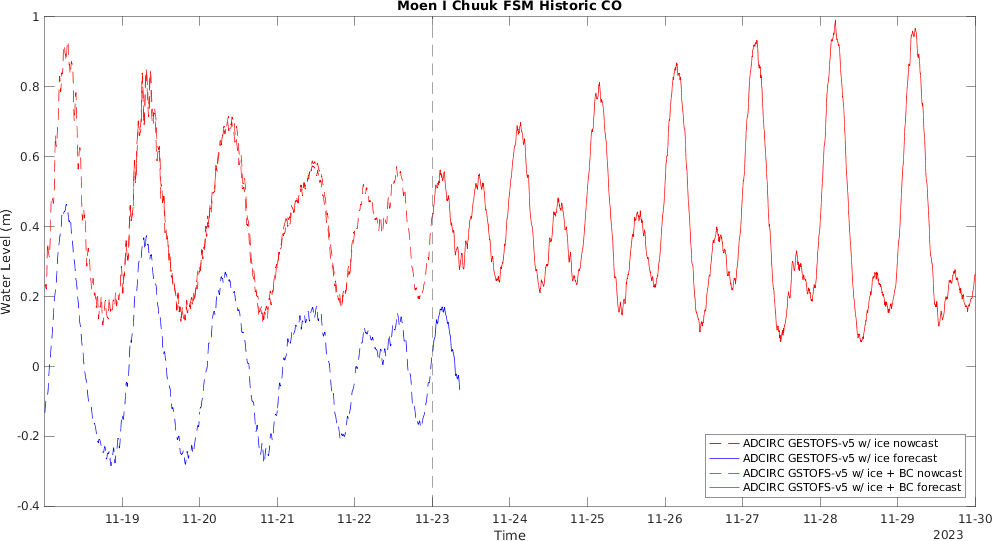 Moen I Chuuk FSM Historic CO
Water Level (m)
1
0.8
0.6
0.4
0.2
0
-0.2
-0.4
ADCIRC GESTOFS-v5 w/ ice nowcast
ADCIRC GESTOFS-v5 w/ ice forecast
ADCIRC GSTOFS-v5 w/ ice + BC nowcast
ADCIRC GSTOFS-v5 w/ ice + BC forecast
11-19 11-20 11-21 11-22 11-23 11-24 11-25 11-26 11-27 11-28 11-29 11-30
Time
2023